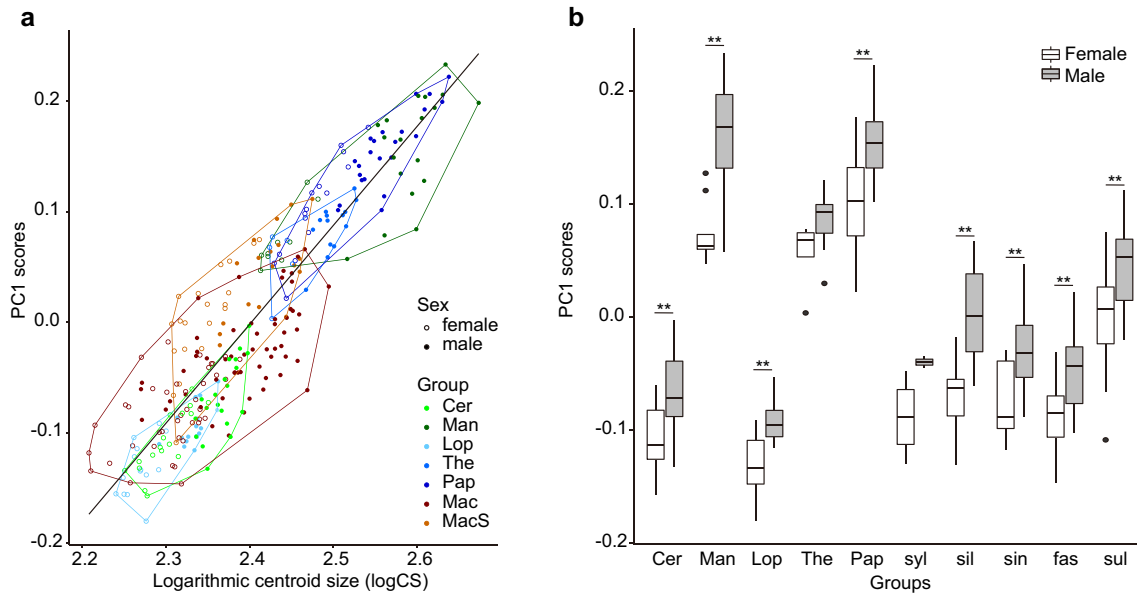 a
PC1 scores
0.2
0.1
0.0
-0.1
-0.2
2.2 2.3 2.4 2.5 2.6
Logarithmic centroid size (logCS)
Sex
female
male
Group
Cer
Man
Lop
The
Pap
Mac
MacS
b
PC1 scores
0.2
0.1
0.0
-0.1
-0.2
** ** ** ** ** ** ** **
Female
Male
Cer Man Lop The Pap syl sil sin fas sul
Groups